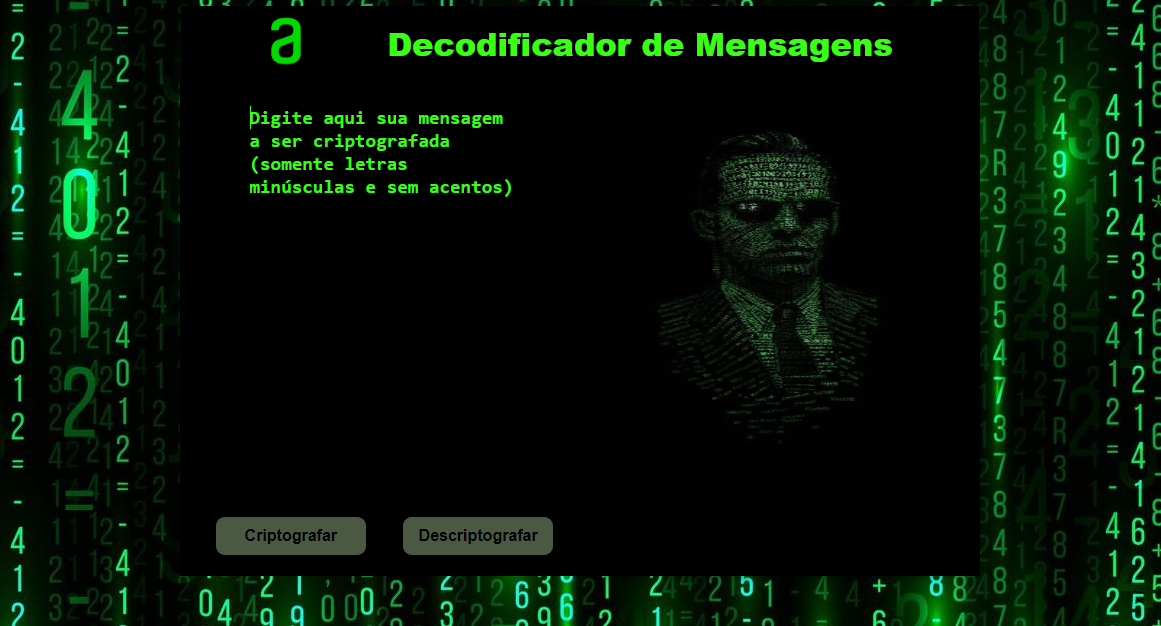 a Decodificador de Mensagens
Digite aqui sua mensagem
a ser criptografada
(somente letras
minúsculas e sem acentos)
Criptografar Descriptografar